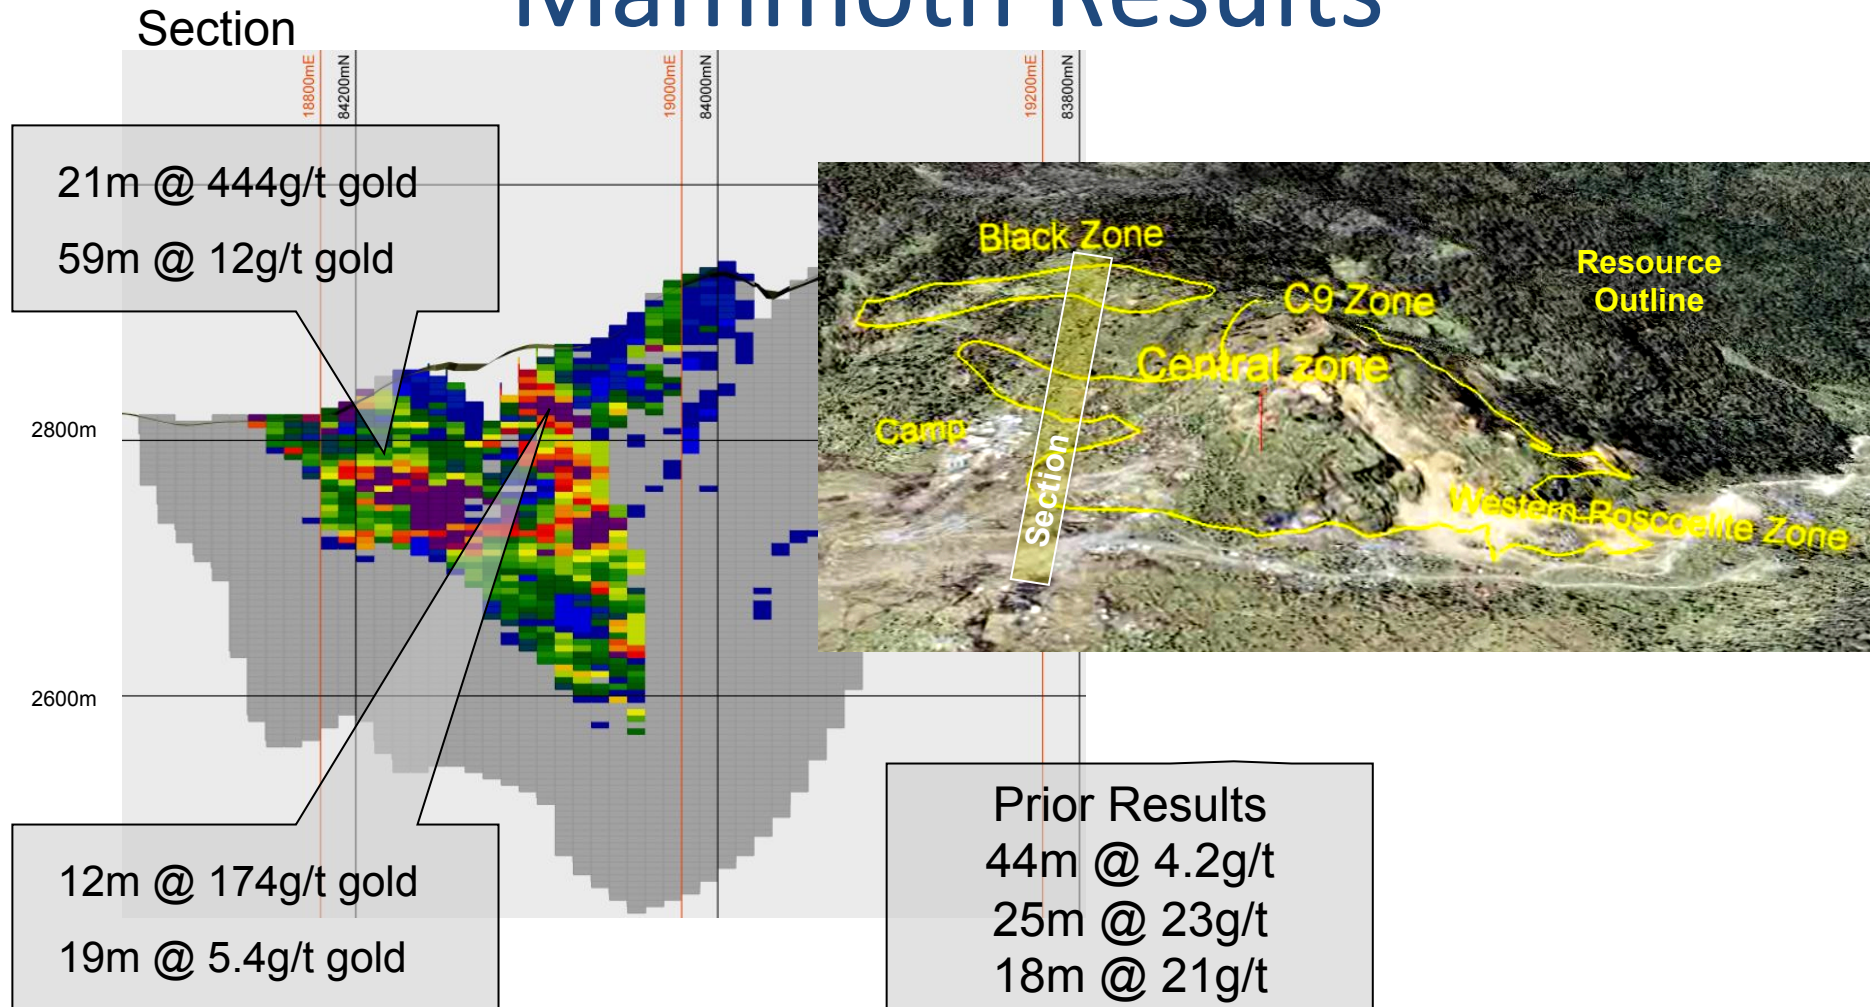 Mammoth Results
Section
18800mE
84200mN
19000mE
84000mN
19200mE
83800mN
21m @ 444g/t gold
59m @ 12g/t gold
2800m
2600m
12m @ 174g/t gold
19m @ 5.4g/t gold
Black Zone
C9 Zone
Resource
Outline
Central zone
Camp
Section
Western Roscoelite Zone
Prior Results
44m @ 4.2g/t
25m @ 23g/t
18m @ 21g/t